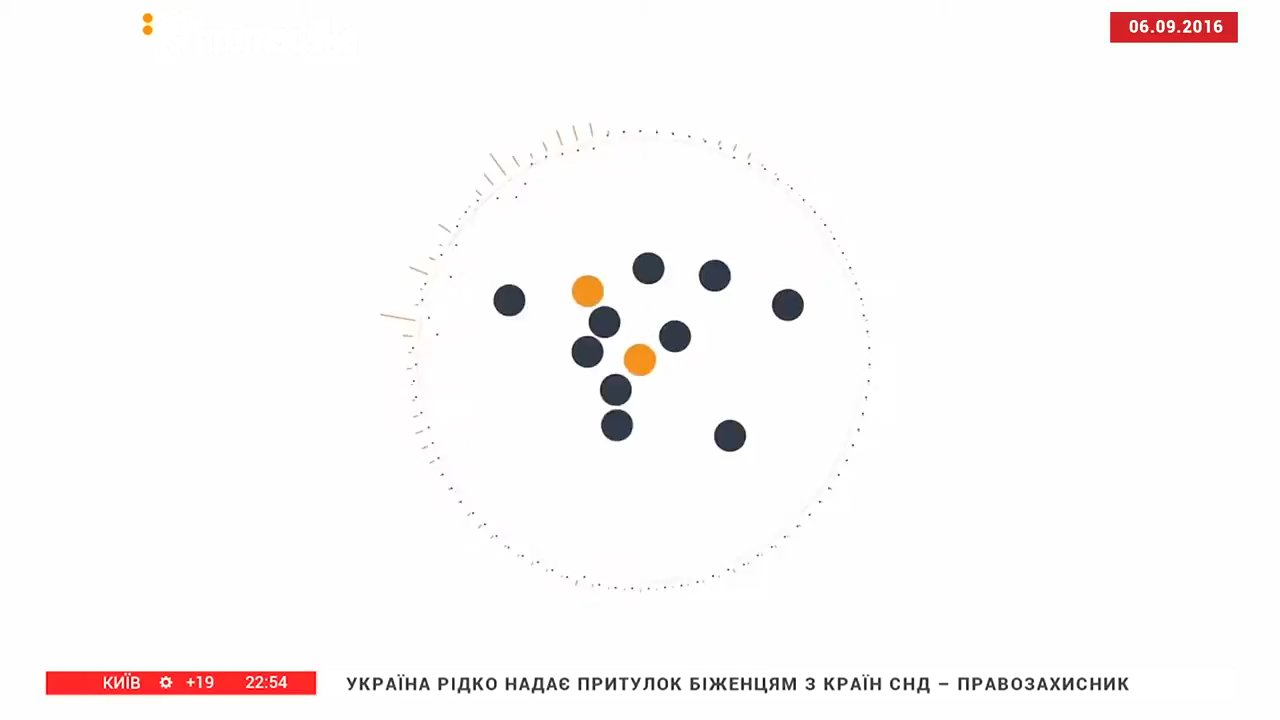 06.09.2016
КИЇВ +19 22:54
УКРАЇНА РІДКО НАДАЄ ПРИТУЛОК БІЖЕНЦЯМ З КРАЇН СНД – ПРАВОЗАХИСНИК